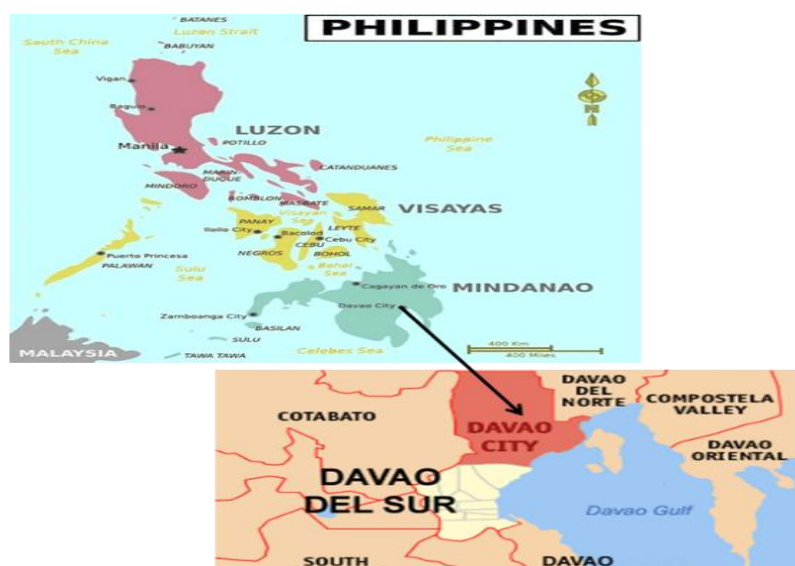 BATANES
Luzon Strait
PHILIPPINES
South China
Sea
BABUYAN
Vigan
Baguio
LUZON
POTILLO
Manila
Philippine
Sea
MARIN-
DUQUE
CATANDUANES
MINDORO
ROMBLON
MASBATE
SAMAR
VISAYAS
Visayan
Sea
PANAY
LEYTE
Iloilo City
Bacolod
Cebu City
CEBU
NEGROS
BOHOL
Puerto Princesa
PALAWAN
Sulu
Sea
Bohol
Sea
Cagayan de Oro
MINDANAO
Davao City
Zamboanga City
BASILAN
SULU
400 Km
400 Miles
MALAYSIA
TAWA TAWA
Celebes Sea
DAVAO
DEL
NORTE
COMPOSTELA
VALLEY
COTABATO
DAVAO
CITY
DAVAO
ORIENTAL
DAVAO
DEL SUR
Davao Gulf
SOUTH
DAVAO